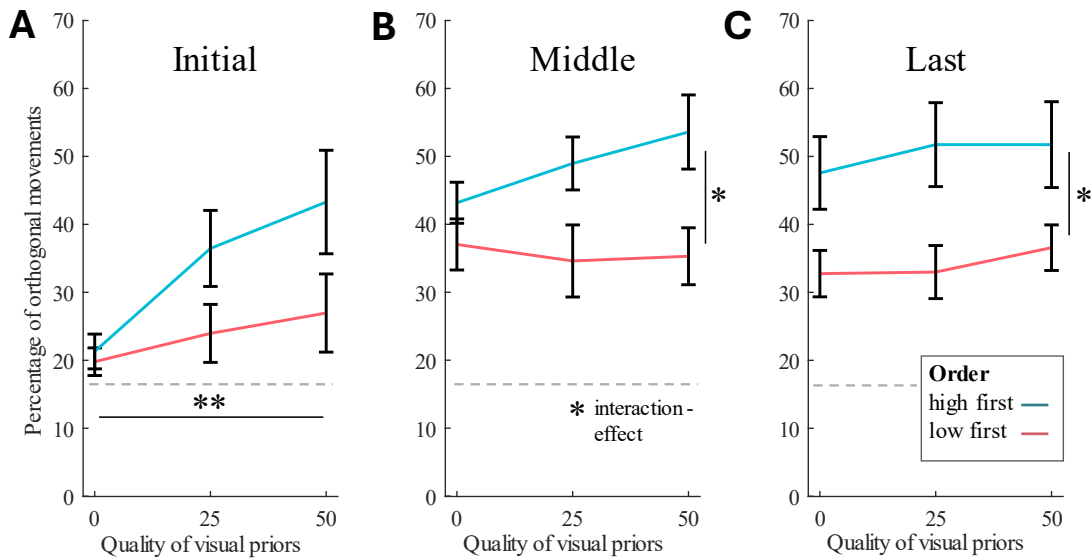 A
Initial
Percentage of orthogonal movements
70
60
50
40
30
20
10
0
**
0 25 50
Quality of visual priors
B
Middle
70
60
50
40
30
20
10
0
*
* interaction -
effect
0 25 50
Quality of visual priors
C
Last
70
60
50
40
30
20
10
0
*
Order
high first
low first
0 25 50
Quality of visual priors